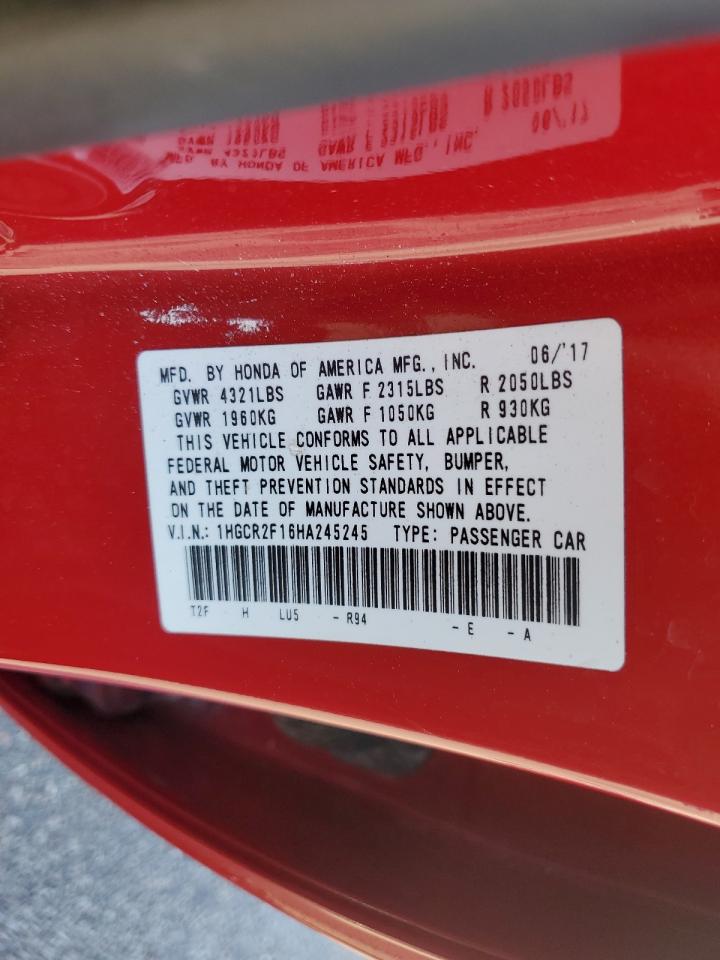 MFD. BY HONDA OF AMERICA MFG., INC. 06/'17
GVWR 4321LBS GAWR F 2315LBS R 2050LBS
GVWR 1960KG GAWR F 1050KG R 930KG
THIS VEHICLE CONFORMS TO ALL APPLICABLE
FEDERAL MOTOR VEHICLE SAFETY, BUMPER,
AND THEFT PREVENTION STANDARDS IN EFFECT
ON THE DATE OF MANUFACTURE SHOWN ABOVE.
V.I.N.: 1HGCR2F16HA245245 TYPE: PASSENGER CAR
T2F H LU5 - R94 - E - A